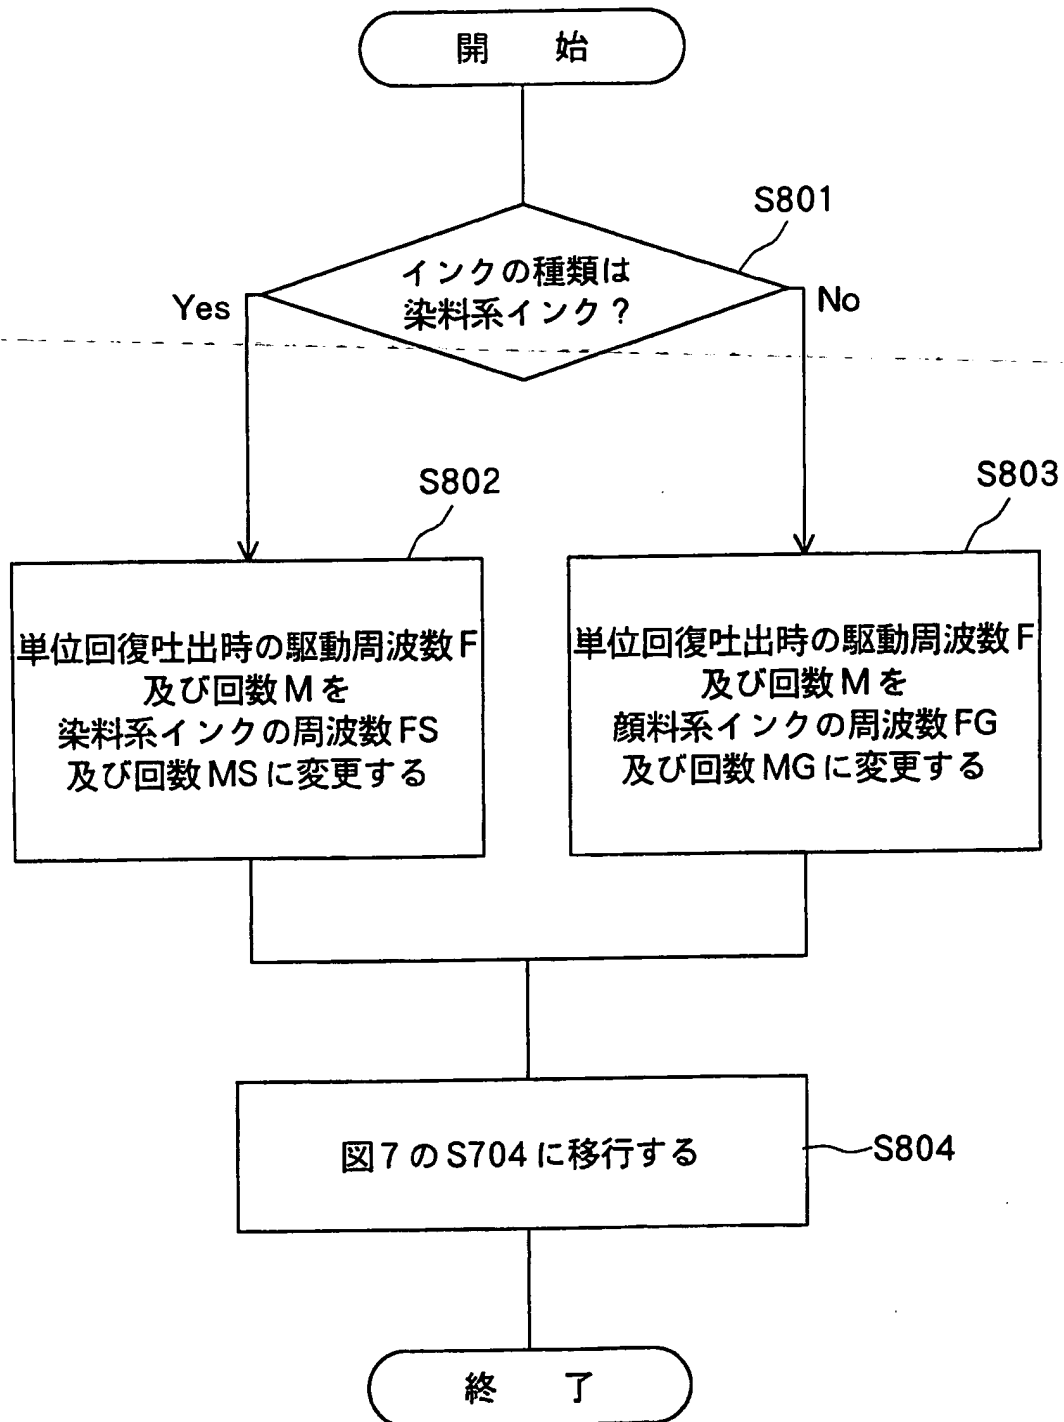 開 始
S801
インクの種類は
染料系インク？
Yes
No
S802
単位回復吐出時の駆動周波数F
及び回数Mを
染料系インクの周波数FS
及び回数MSに変更する
S803
単位回復吐出時の駆動周波数F
及び回数Mを
顔料系インクの周波数FG
及び回数MGに変更する
図7のS704に移行する
S804
終 了